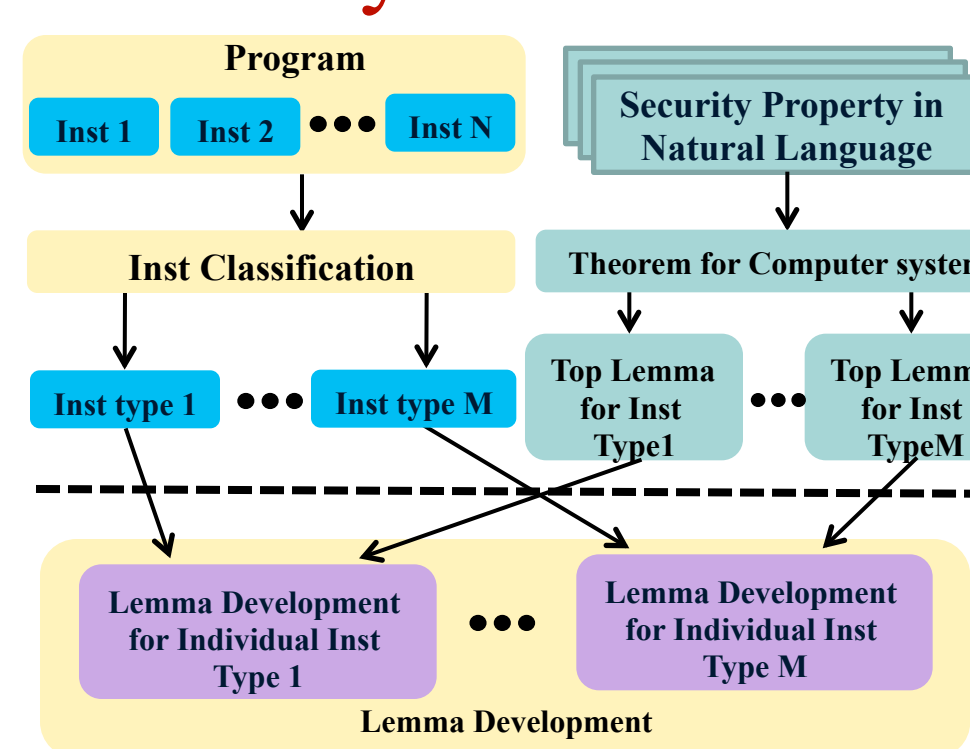 Program
Inst 1
Inst 2
Inst N
Security Property in
Natural Language
Inst Classification
Theorem for Computer
Inst type 1
Inst type M
Top Lemma
for Inst
Type1
Top
for Inst
TypeM
Lemma Development
for Individual Inst
Type 1
Lemma Development
for Individual Inst
Type M
Lemma Development